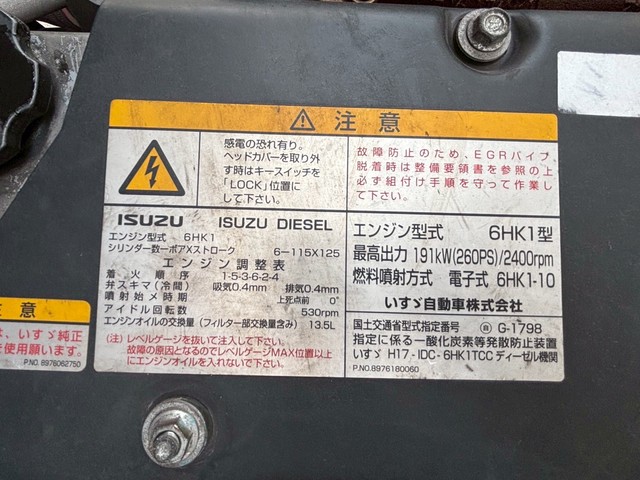 注意
感電の恐れ有り。
ヘッドカバーを取り外
す時はキースイッチを
「LOCK」位置に
して下さい。
故障防止のため、EGRパイプ
脱着時は整備要領書を参照の上
必ず組付け手順を守って作業し
て下さい。
ISUZU ISUZU DIESEL
エンジン型式 6HK1
シリンダー数ーボアXストローク 6-115X125
エンジン調整表
着火順序 1-5-3-6-2-4
弁スキマ(冷間) 吸気0.4mm 排気0.4mm
噴射始メ時期 上死点前 0°
アイドル回転数 530rpm
エンジンオイルの交換量(フィルター部交換量含み) 13.5L
(注)レベルゲージを抜いて注入して下さい。
故障の原因となるのでレベルゲージMAX位置以上
にエンジンオイルを入れないで下さい。
エンジン型式 6HK1型
最高出力 191kW(260PS)/2400rpm
燃料噴射方式 電子式 6HK1-10
いすゞ自動車株式会社
国土交通省型式指定番号 G-1798
指定に係る一酸化炭素等発散防止装置
いすゞ H17-IDC-6HK1TCC ディーゼル機関
P.NO.8976180060
意
は、いすゞ純正
使用願います。
P.NO. 8976062750